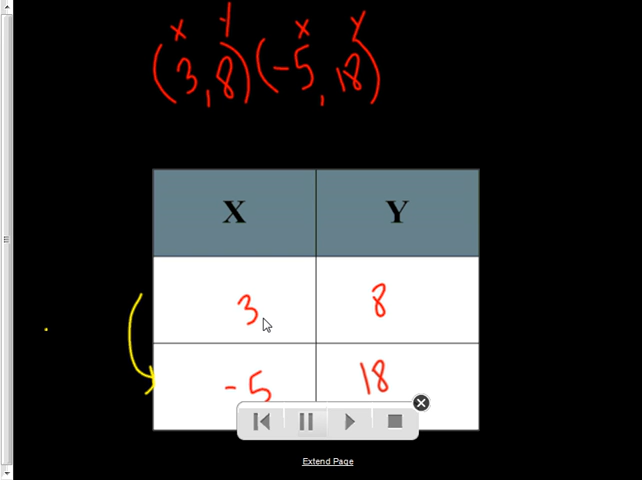 X Y X Y
(3,8)(-5,18)
X Y
3 8
-5 18
Extend Page